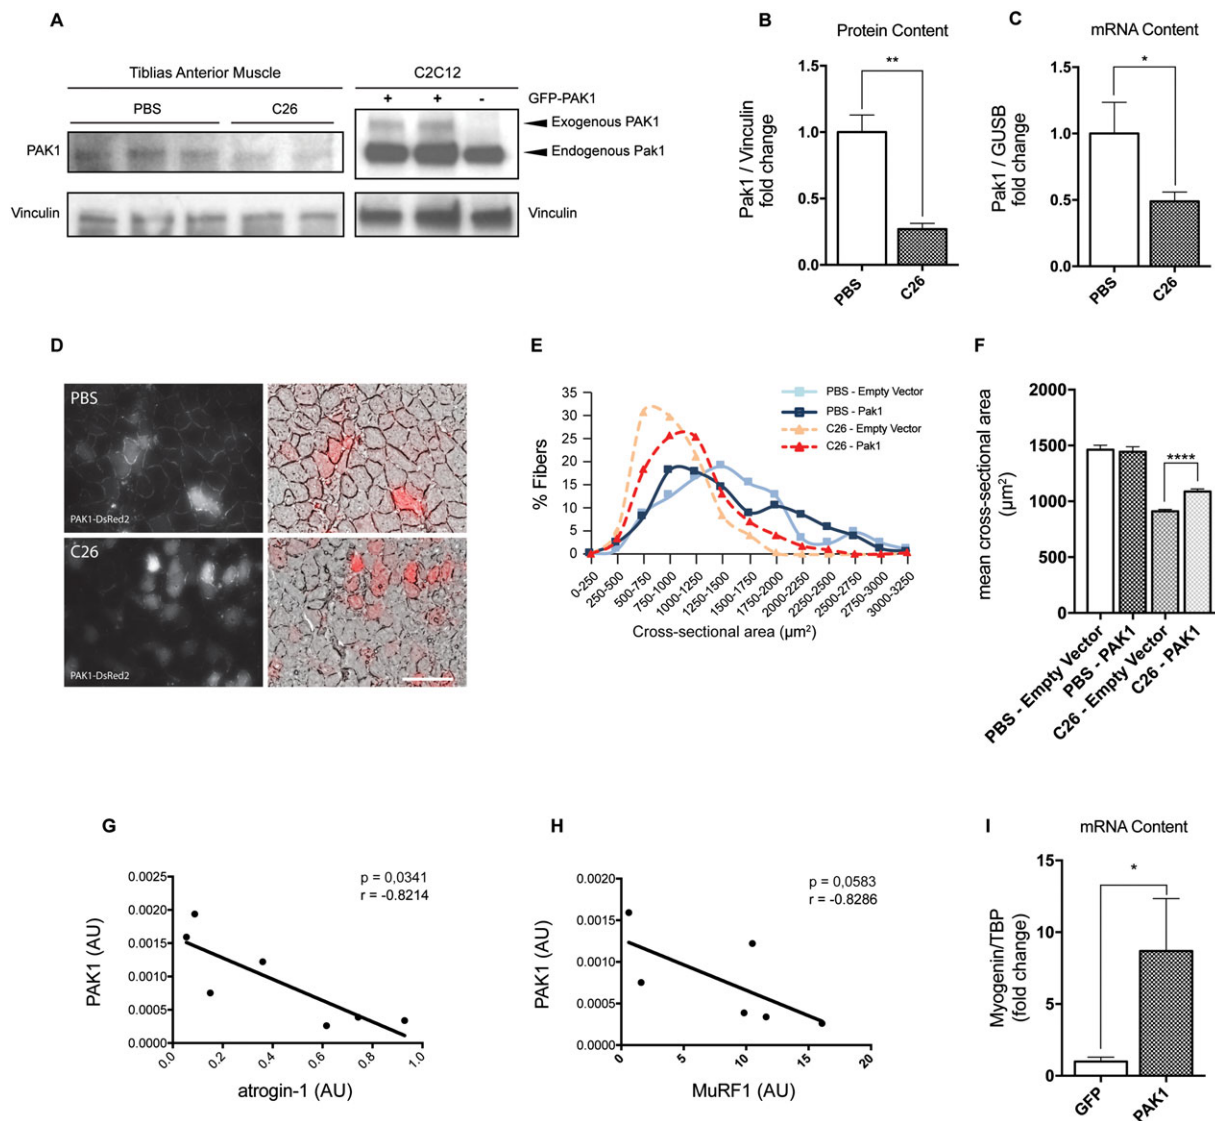 A
Tiblias Anterior Muscle
C2C12
PBS
C26
GFP-PAK1
+
+
-
PAK1
Exogenous PAK1
Endogenous Pak1
Vinculin
Vinculin
B
Protein Content
**
Pak1 / Vinculin
fold change
1.5
1.0
0.5
0.0
PBS
C26
C
mRNA Content
*
Pak1 / GUSB
fold change
1.5
1.0
0.5
0.0
PBS
C26
D
PBS
PAK1-DsRed2
C26
PAK1-DsRed2
E
PBS - Empty Vector
PBS - Pak1
C26 - Empty Vector
C26 - Pak1
% Fibers
35
30
25
20
15
10
5
0
0-250
250-500
500-750
750-1000
1000-1250
1250-1500
1500-1750
1750-2000
2000-2250
2250-2500
2500-2750
2750-3000
3000-3250
Cross-sectional area (µm²)
F
mean cross-sectional area
(µm²)
2000
1500
1000
500
0
****
PBS - Empty Vector
PBS - PAK1
C26 - Empty Vector
C26 - PAK1
G
p = 0,0341
r = -0.8214
PAK1 (AU)
0.0025
0.0020
0.0015
0.0010
0.0005
0.0000
0.0
0.2
0.4
0.6
0.8
1.0
atrogin-1 (AU)
H
p = 0,0583
r = -0.8286
PAK1 (AU)
0.0020
0.0015
0.0010
0.0005
0.0000
0
5
10
15
20
MuRF1 (AU)
I
mRNA Content
*
Myogenin/TBP
(fold change)
15
10
5
0
GFP
PAK1